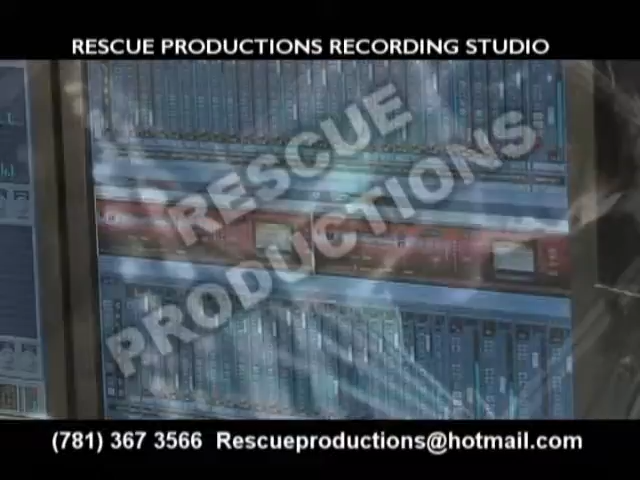 RESCUE PRODUCTIONS RECORDING STUDIO
RESCUE
PRODUCTIONS
(781) 367 3566 Rescueproductions@hotmail.com